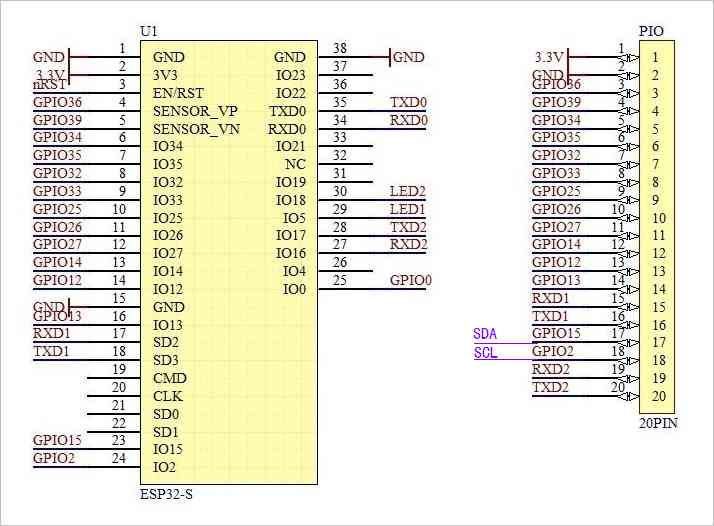 U1
GND 1 GND GND 38 GND
3.3V 2 3V3 IO23 37
nRST 3 EN/RST IO22 36
GPIO36 4 SENSOR_VP TXD0 35 TXD0
GPIO39 5 SENSOR_VN RXD0 34 RXD0
GPIO34 6 IO34 IO21 33
GPIO35 7 IO35 NC 32
GPIO32 8 IO32 IO19 31
GPIO33 9 IO33 IO18 30 LED2
GPIO25 10 IO25 IO5 29 LED1
GPIO26 11 IO26 IO17 28 TXD2
GPIO27 12 IO27 IO16 27 RXD2
GPIO14 13 IO14 IO4 26
GPIO12 14 IO12 IO0 25 GPIO0
GND 15 GND
GPIO13 16 IO13
RXD1 17 SD2
TXD1 18 SD3
19 CMD
20 CLK
21 SD0
22 SD1
GPIO15 23 IO15
GPIO2 24 IO2
ESP32-S
PIO
3.3V 1 1
GND 2 2
GPIO36 3 3
GPIO39 4 4
GPIO34 5 5
GPIO35 6 6
GPIO32 7 7
GPIO33 8 8
GPIO25 9 9
GPIO26 10 10
GPIO27 11 11
GPIO14 12 12
GPIO12 13 13
GPIO13 14 14
RXD1 15 15
TXD1 16 16
SDA GPIO15 17 17
SCL GPIO2 18 18
RXD2 19 19
TXD2 20 20
20PIN